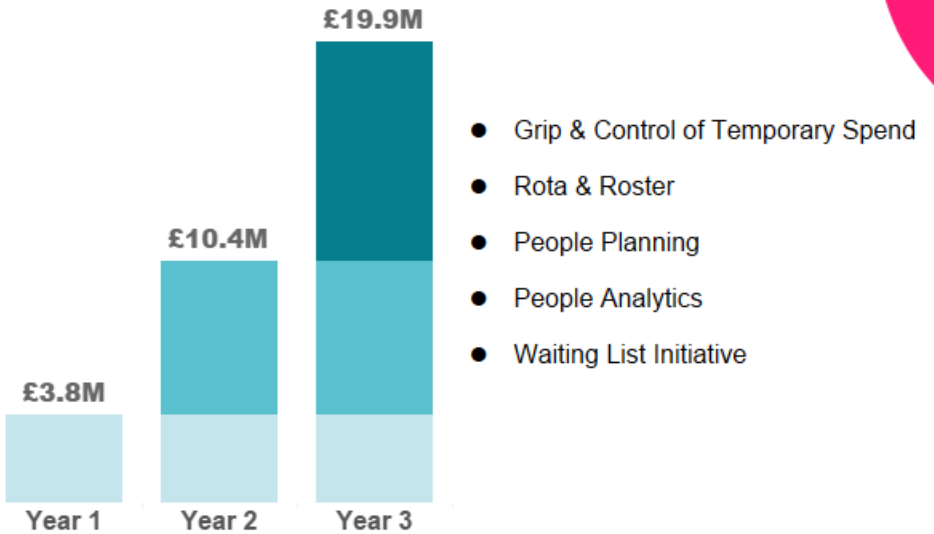 £19.9M
£10.4M
£3.8M
Year 1
Year 2
Year 3
● Grip & Control of Temporary Spend
● Rota & Roster
● People Planning
● People Analytics
● Waiting List Initiative